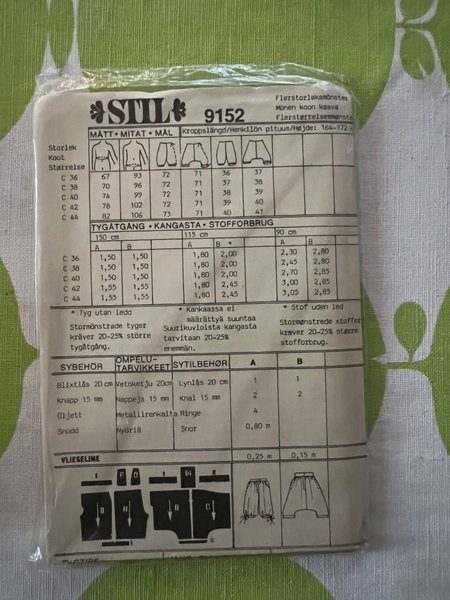 STIL 9152
Flerstorleksmönster
Monen koon kaava
Flerstørrelsesmønster
MÅTT • MITAT • MÅL
Kroppslängd/Henkilön pituus/Højde: 164-172
Storlek
Koot
Størrelse
C 36 67 93 72 71 36 37
C 38 70 96 72 71 37 38
C 40 74 99 72 71 38 39
C 42 78 102 72 71 39 40
C 44 82 106 73 71 40 41
TYGÅTGÅNG • KANGASTA • STOFFORBRUG
150 cm 115 cm 90 cm
A B A B * A B
C 36 1,50 1,50 1,80 2,00 2,30 2,80
C 38 1,50 1,50 1,80 2,00 2,45 2,80
C 40 1,50 1,50 1,80 2,00 2,70 2,85
C 42 1,55 1,55 1,80 2,45 3,00 2,85
C 44 1,55 1,55 1,80 2,45 3,05 2,85
* Tyg utan ledd
Stormönstrade tyger
kräver 20-25% större
tygåtgång.
* Kankaassa ei
määrättyä suuntaa
Suurikuvioista kangasta
tarvitaan 20-25%
enemmän.
* Stof uden led
Stormønstrede stoffer
kræver 20-25% større
stofforbrug.
SYBEHÖR OMPELU-TARVIKKEET SYTILBEHØR A B
Blixtlås 20 cm Vetoketju 20cm Lynlås 20 cm 1 1
Knapp 15 mm Nappeja 15 mm Knal 15 mm 2 2
Öljett Metallirenkaita Ringe 4
Snodd Nyöriä Snor 0,80 m
VLIESELINE 0,25 m 0,15 m